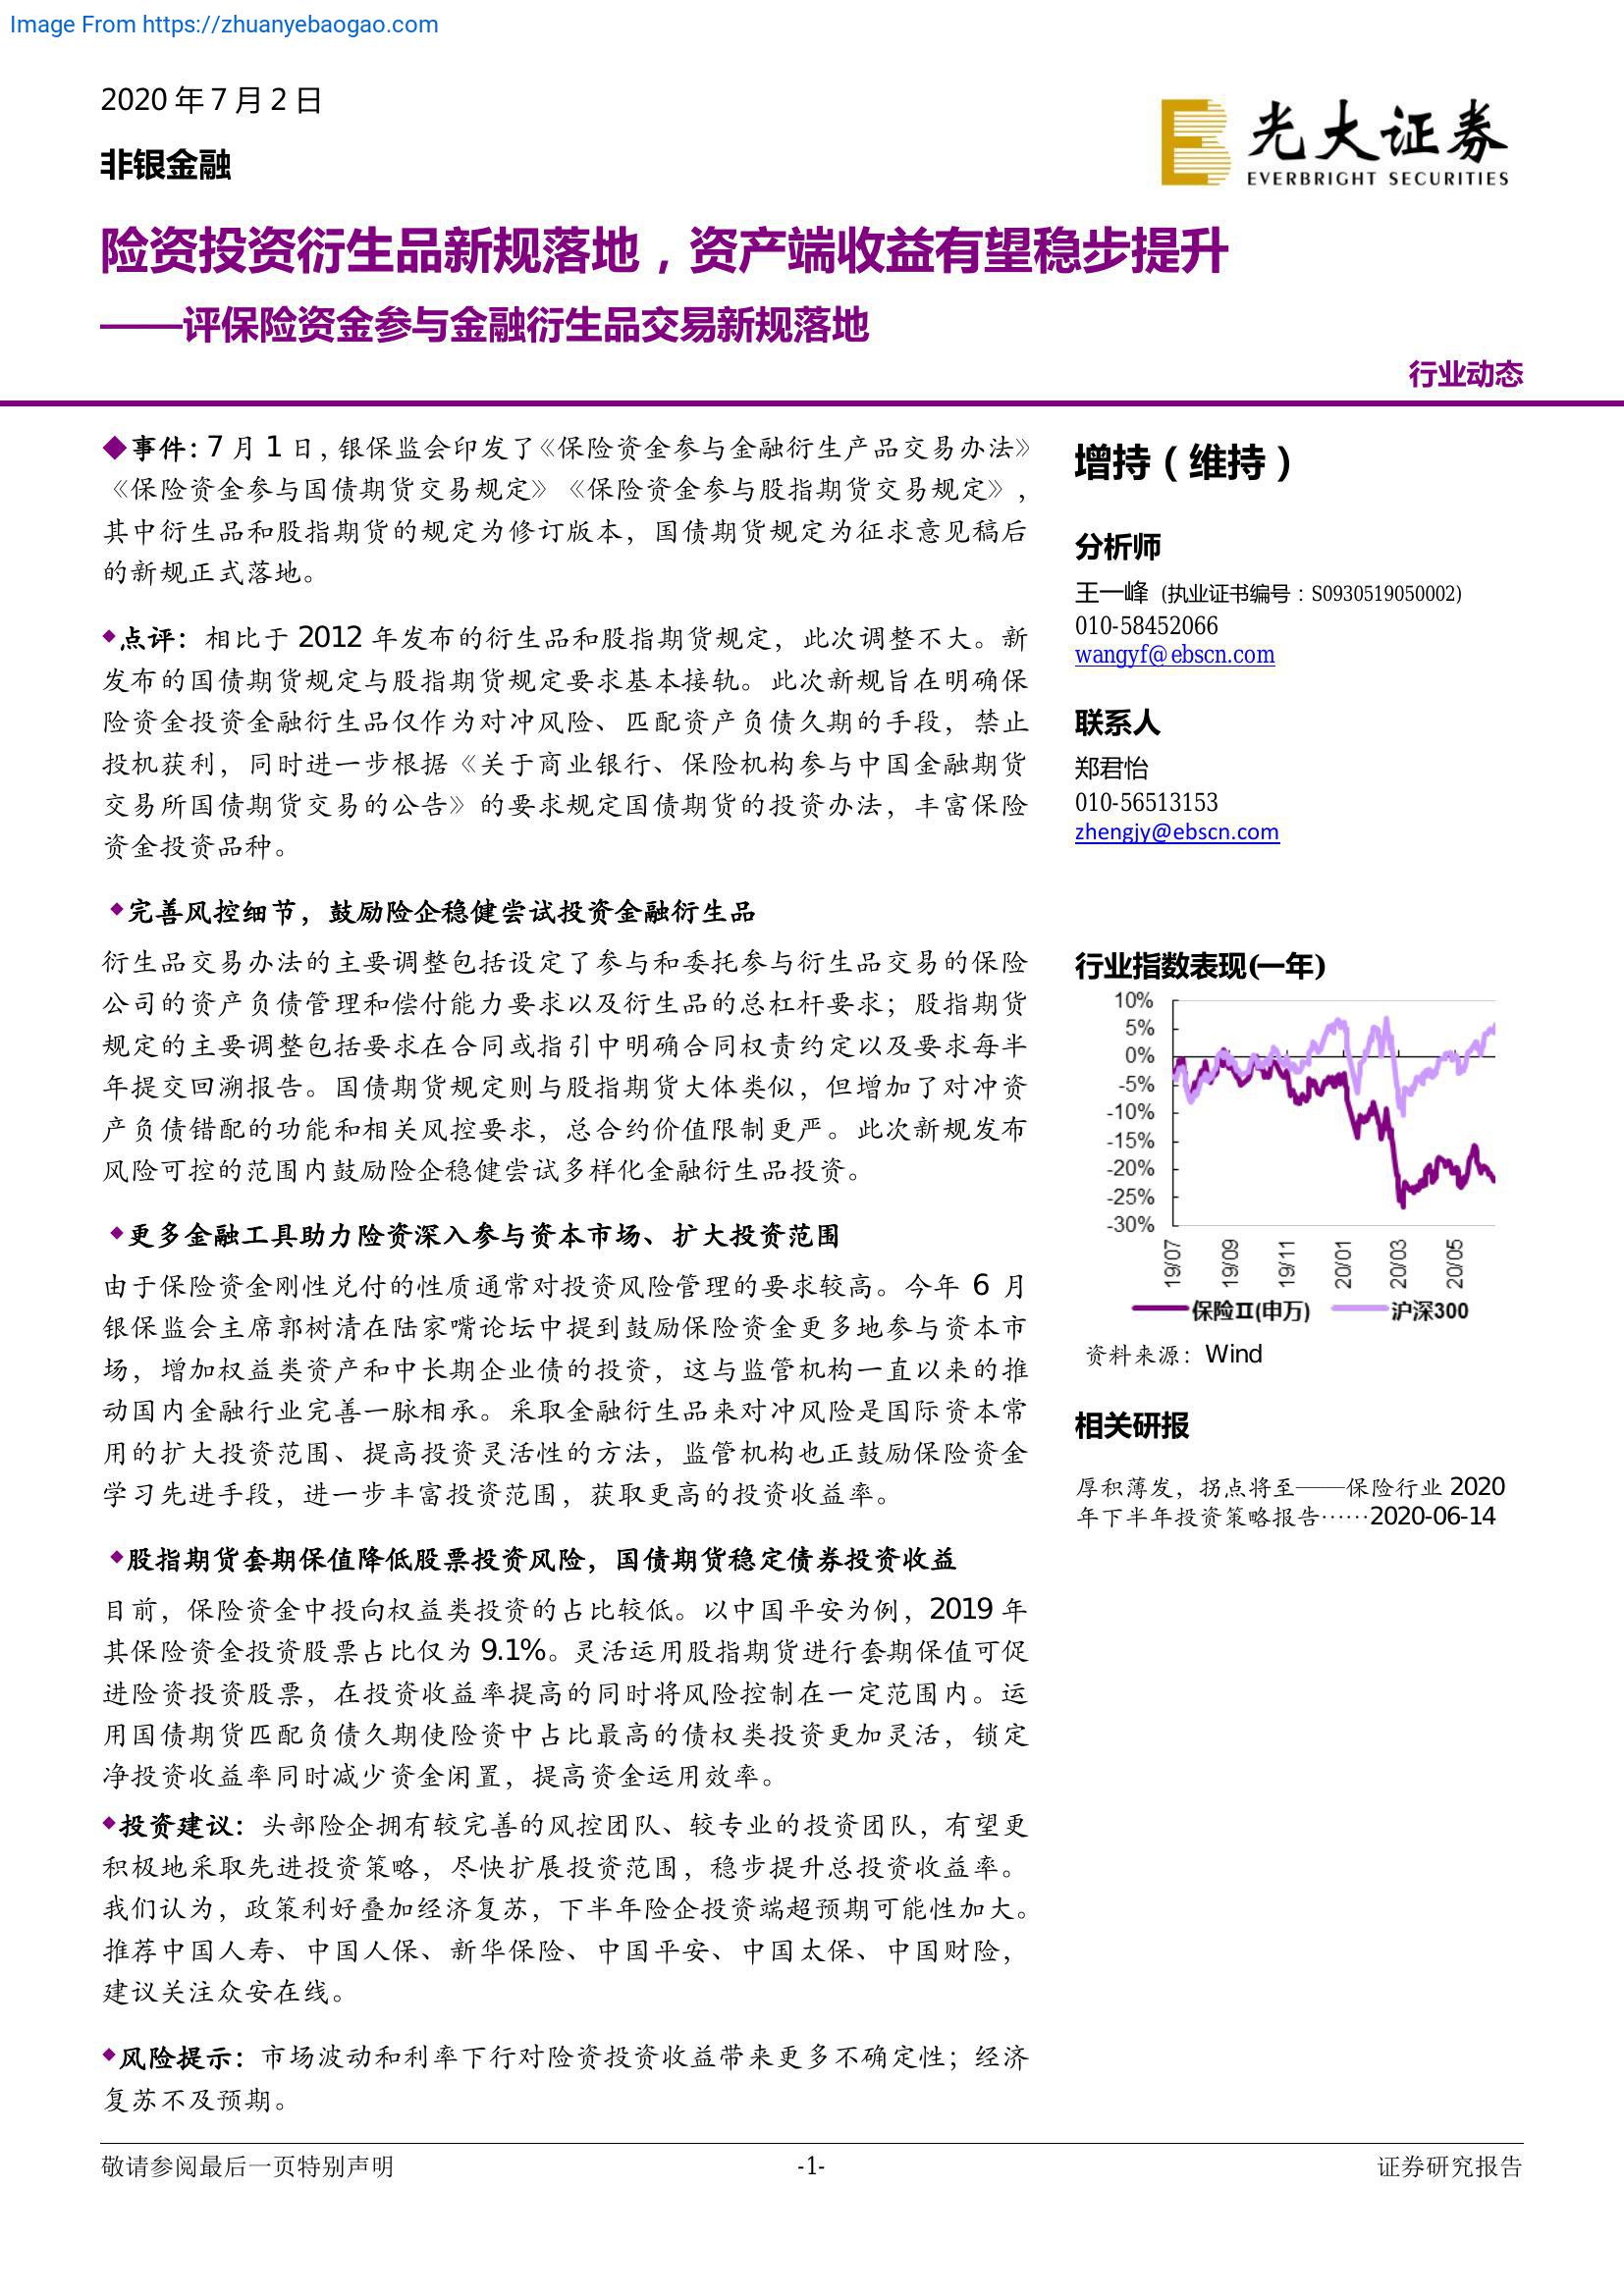 Image From https://zhuanyebaogao.com
2020 年 7 月 2 日
非银金融
光大证券
EVERBRIGHT SECURITIES
险资投资衍生品新规落地，资产端收益有望稳步提升
——评保险资金参与金融衍生品交易新规落地
行业动态
◆事件：7 月 1 日，银保监会印发了《保险资金参与金融衍生产品交易办法》
《保险资金参与国债期货交易规定》《保险资金参与股指期货交易规定》，
其中衍生品和股指期货的规定为修订版本，国债期货规定为征求意见稿后
的新规正式落地。
◆点评：相比于 2012 年发布的衍生品和股指期货规定，此次调整不大。新
发布的国债期货规定与股指期货规定要求基本接轨。此次新规旨在明确保
险资金投资金融衍生品仅作为对冲风险、匹配资产负债久期的手段，禁止
投机获利，同时进一步根据《关于商业银行、保险机构参与中国金融期货
交易所国债期货交易的公告》的要求规定国债期货的投资办法，丰富保险
资金投资品种。
◆完善风控细节，鼓励险企稳健尝试投资金融衍生品
衍生品交易办法的主要调整包括设定了参与和委托参与衍生品交易的保险
公司的资产负债管理和偿付能力要求以及衍生品的总杠杆要求；股指期货
规定的主要调整包括要求在合同或指引中明确合同权责约定以及要求每半
年提交回溯报告。国债期货规定则与股指期货大体类似，但增加了对冲资
产负债错配的功能和相关风控要求，总合约价值限制更严。此次新规发布
风险可控的范围内鼓励险企稳健尝试多样化金融衍生品投资。
◆更多金融工具助力险资深入参与资本市场、扩大投资范围
由于保险资金刚性兑付的性质通常对投资风险管理的要求较高。今年 6 月
银保监会主席郭树清在陆家嘴论坛中提到鼓励保险资金更多地参与资本市
场，增加权益类资产和中长期企业债的投资，这与监管机构一直以来的推
动国内金融行业完善一脉相承。采取金融衍生品来对冲风险是国际资本常
用的扩大投资范围、提高投资灵活性的方法，监管机构也正鼓励保险资金
学习先进手段，进一步丰富投资范围，获取更高的投资收益率。
◆股指期货套期保值降低股票投资风险，国债期货稳定债券投资收益
目前，保险资金中投向权益类投资的占比较低。以中国平安为例，2019 年
其保险资金投资股票占比仅为 9.1%。灵活运用股指期货进行套期保值可促
进险资投资股票，在投资收益率提高的同时将风险控制在一定范围内。运
用国债期货匹配负债久期使险资中占比最高的债权类投资更加灵活，锁定
净投资收益率同时减少资金闲置，提高资金运用效率。
◆投资建议：头部险企拥有较完善的风控团队、较专业的投资团队，有望更
积极地采取先进投资策略，尽快扩展投资范围，稳步提升总投资收益率。
我们认为，政策利好叠加经济复苏，下半年险企投资端超预期可能性加大。
推荐中国人寿、中国人保、新华保险、中国平安、中国太保、中国财险，
建议关注众安在线。
◆风险提示：市场波动和利率下行对险资投资收益带来更多不确定性；经济
复苏不及预期。
增持（维持）
分析师
王一峰 (执业证书编号：S0930519050002)
010-58452066
wangyf@ebscn.com
联系人
郑君怡
010-56513153
zhengjy@ebscn.com
行业指数表现(一年)
10%
5%
0%
-5%
-10%
-15%
-20%
-25%
-30%
19/07 19/09 19/11 20/01 20/03 20/05
保险Ⅱ(申万) 沪深300
资料来源：Wind
相关研报
厚积薄发，拐点将至——保险行业 2020
年下半年投资策略报告……2020-06-14
敬请参阅最后一页特别声明 -1- 证券研究报告